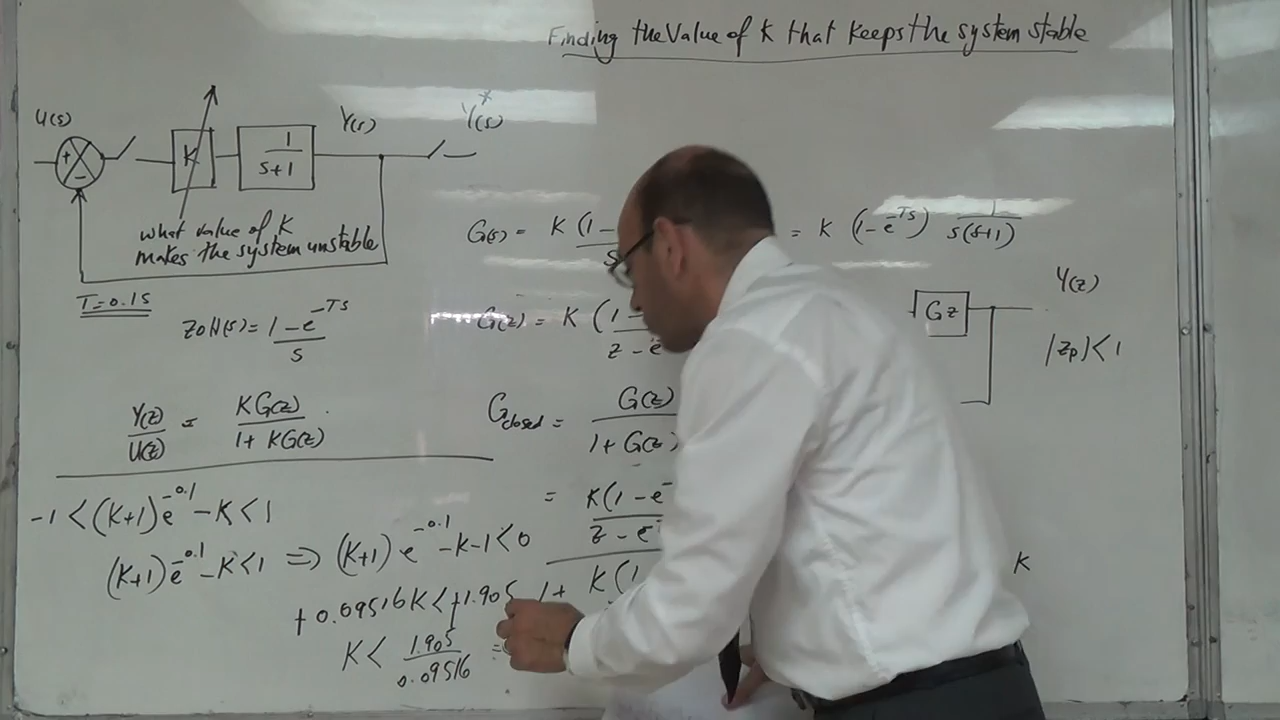 Finding the Value of K that keeps the system stable
U(s)
Y(s)
Y*(s)
+
-
K
1
s+1
what value of K
makes the system unstable
T=0.1s
ZOH(s)= 1-e^-Ts
s
Y(z)/U(z) = KG(z)/1+KG(z)
G(s)= K (1-
s
= K (1-e^-Ts) 1/s(s+1)
G(z)= K (1-
z-e
Gz
Y(z)
|Zp|<1
Gclosed = G(z)
1+G(z)
= K(1-e^-
z-e^-
1+ K(1
K
-1<(K+1)e^-0.1 -K<1
(K+1)e^-0.1 -K<1 ⇒ (K+1)e^-0.1 -K-1<0
+0.09516K<+1.905
K< 1.905/0.09516 =